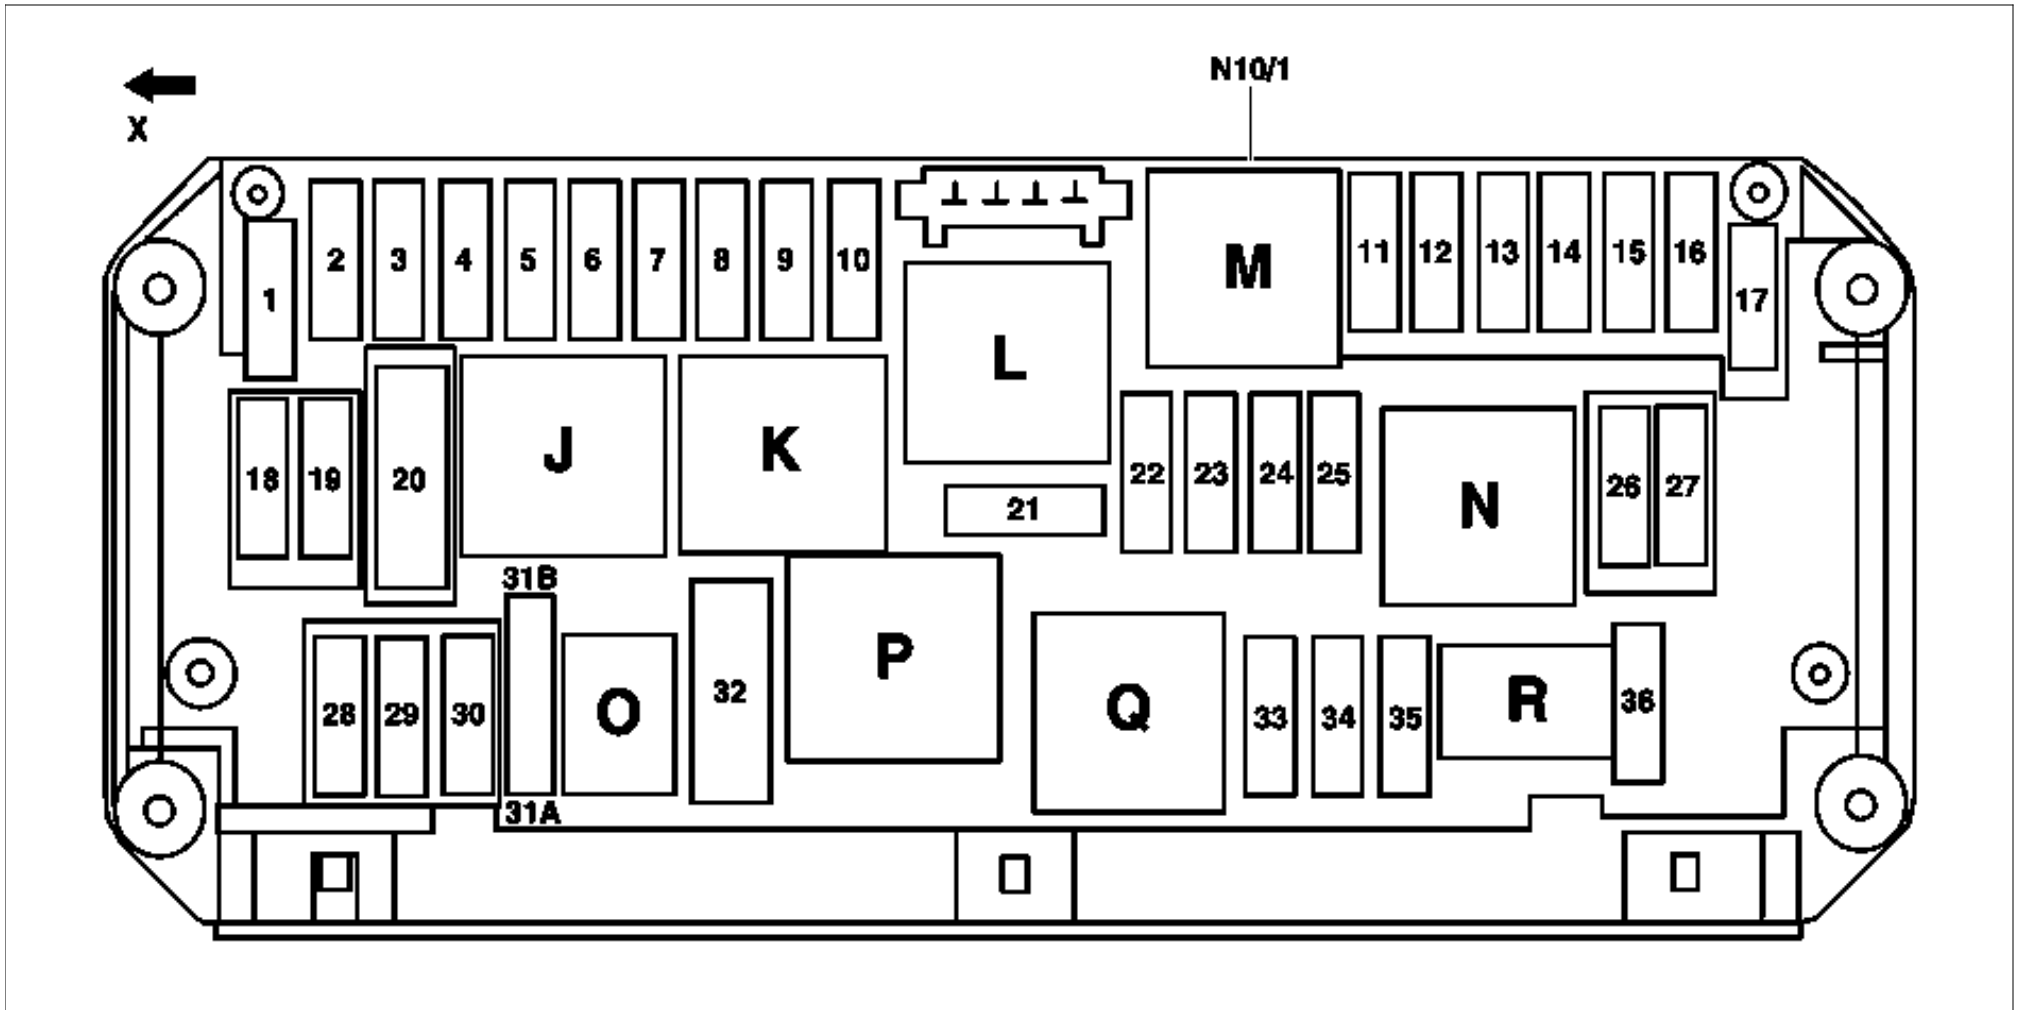 N10/1
X
1 2 3 4 5 6 7 8 9 10 M 11 12 13 14 15 16 17
L
18 19 20 J K 21 22 23 24 25 N 26 27
31B
28 29 30 O 32 P Q 33 34 35 R 36
31A